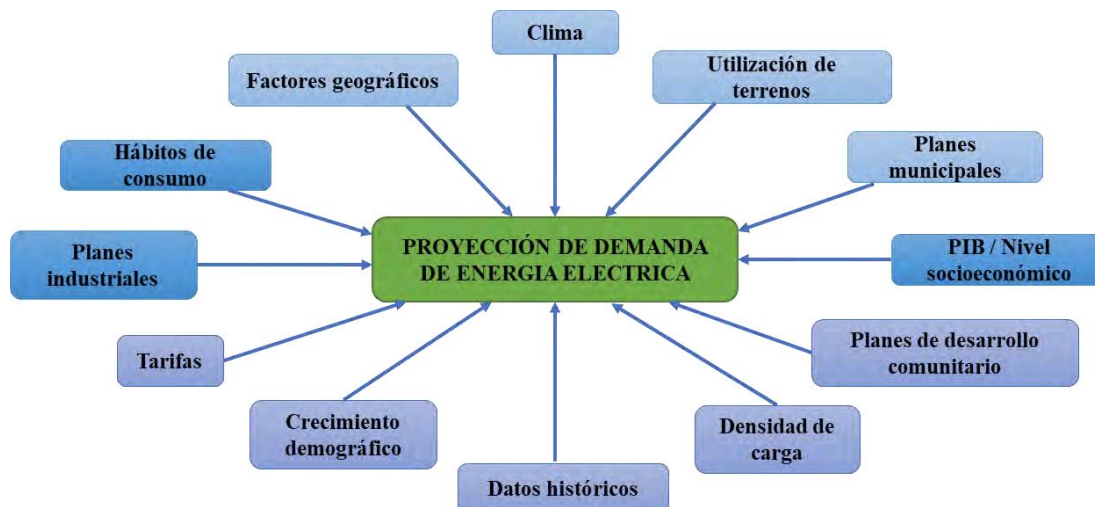 Clima
Factores geográficos
Utilización de
terrenos
Hábitos de
consumo
Planes
municipales
PROYECCIÓN DE DEMANDA
DE ENERGIA ELECTRICA
Planes
industriales
PIB / Nivel
socioeconómico
Tarifas
Planes de desarrollo
comunitario
Crecimiento
demográfico
Densidad de
carga
Datos históricos